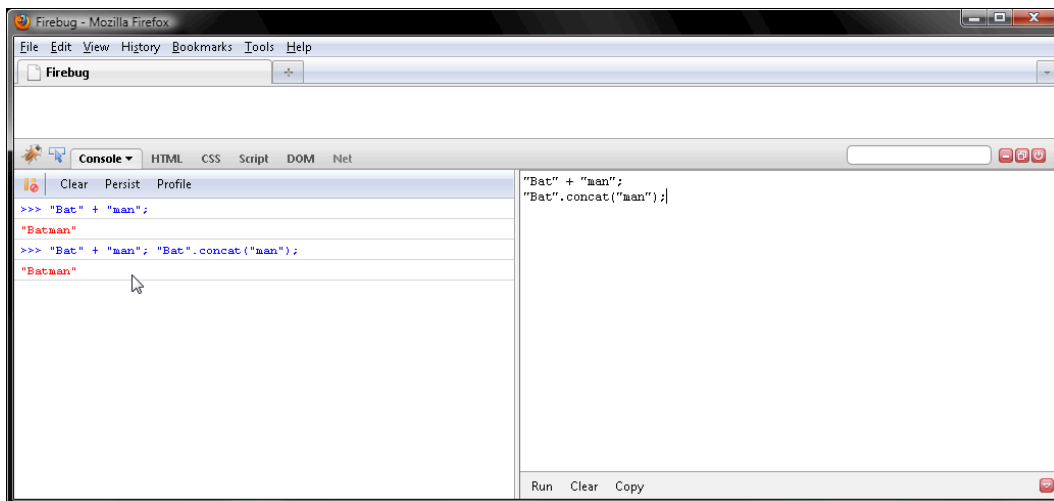 Firebug - Mozilla Firefox
File Edit View History Bookmarks Tools Help
Firebug
Console HTML CSS Script DOM Net
Clear Persist Profile
>>> "Bat" + "man";
"Batman"
>>> "Bat" + "man"; "Bat".concat("man");
"Batman"
"Bat" + "man";
"Bat".concat("man");
Run Clear Copy